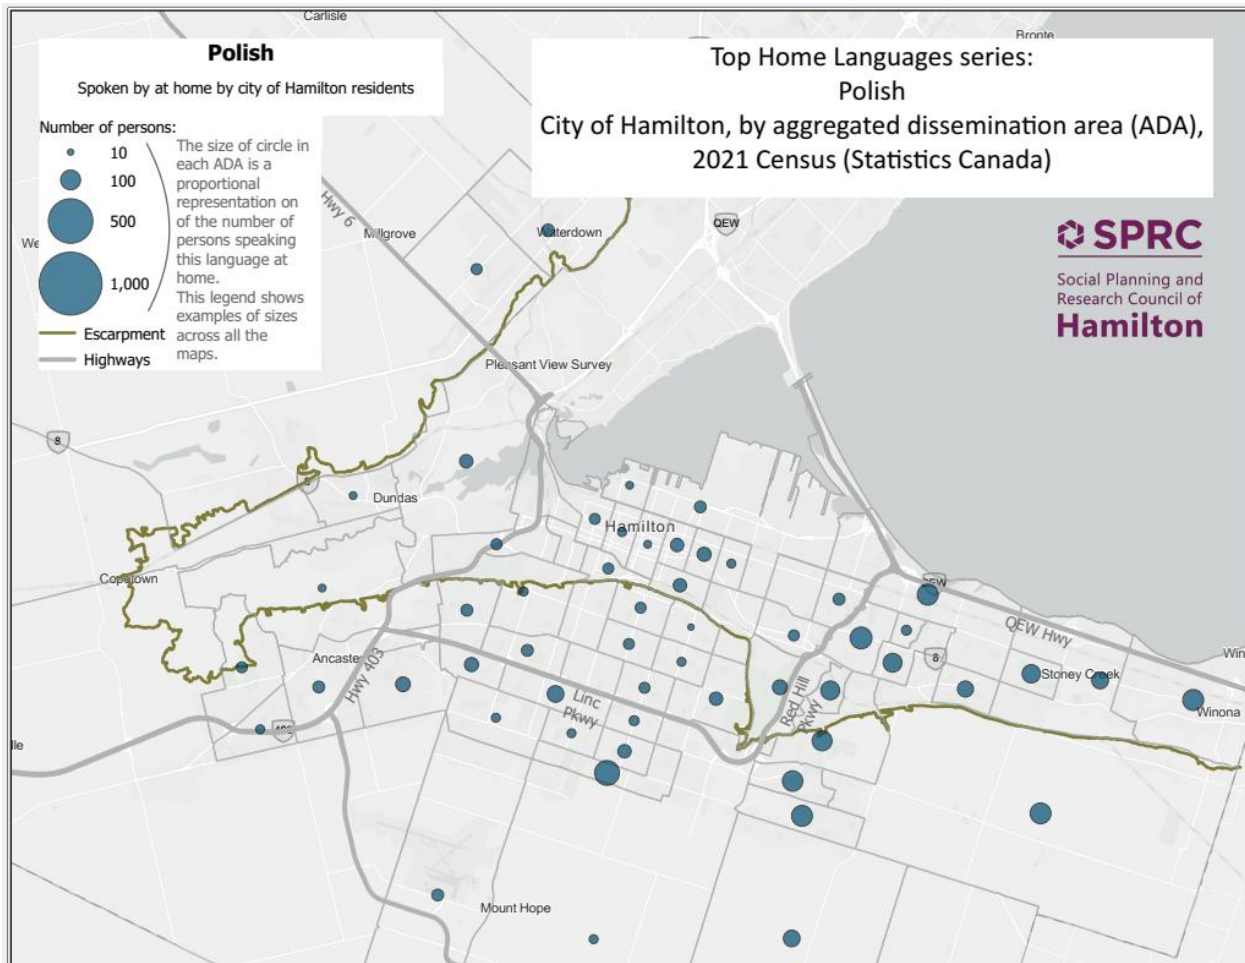 Carlisle
Bronte
Polish
Spoken by at home by city of Hamilton residents
Number of persons:
10
100
500
1,000
The size of circle in
each ADA is a
proportional
representation on
of the number of
persons speaking
this language at
home.
This legend shows
examples of sizes
across all the
maps.
Escarpment
Highways
Top Home Languages series:
Polish
City of Hamilton, by aggregated dissemination area (ADA),
2021 Census (Statistics Canada)
SPRC
Social Planning and
Research Council of
Hamilton
Hwy 6
QEW
We
Millgrove
Waterdown
Pleasant View Survey
8
Dundas
Hamilton
Copetown
QEW Hwy
Ancaster
Hwy 403
8
Stoney Creek
Win
Linc
Pkwy
Red Hill
Pkwy
Winona
lle
Mount Hope